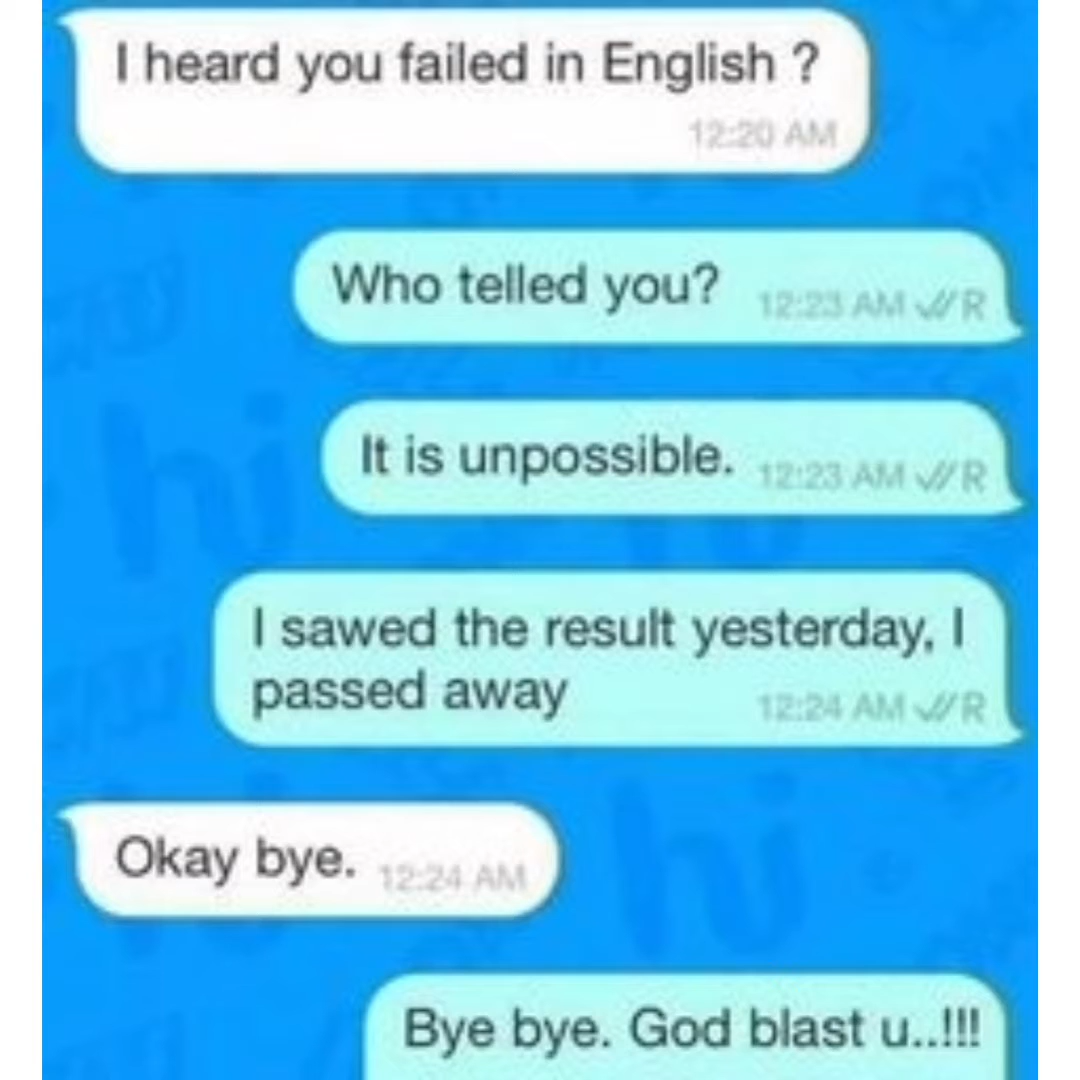 I heard you failed in English ?
12:20 AM
Who telled you? 12:23 AM ✓✓ R
It is unpossible. 12:23 AM ✓✓ R
I sawed the result yesterday, I
passed away 12:24 AM ✓✓ R
Okay bye. 12:24 AM
Bye bye. God blast u..!!!
hi
hi